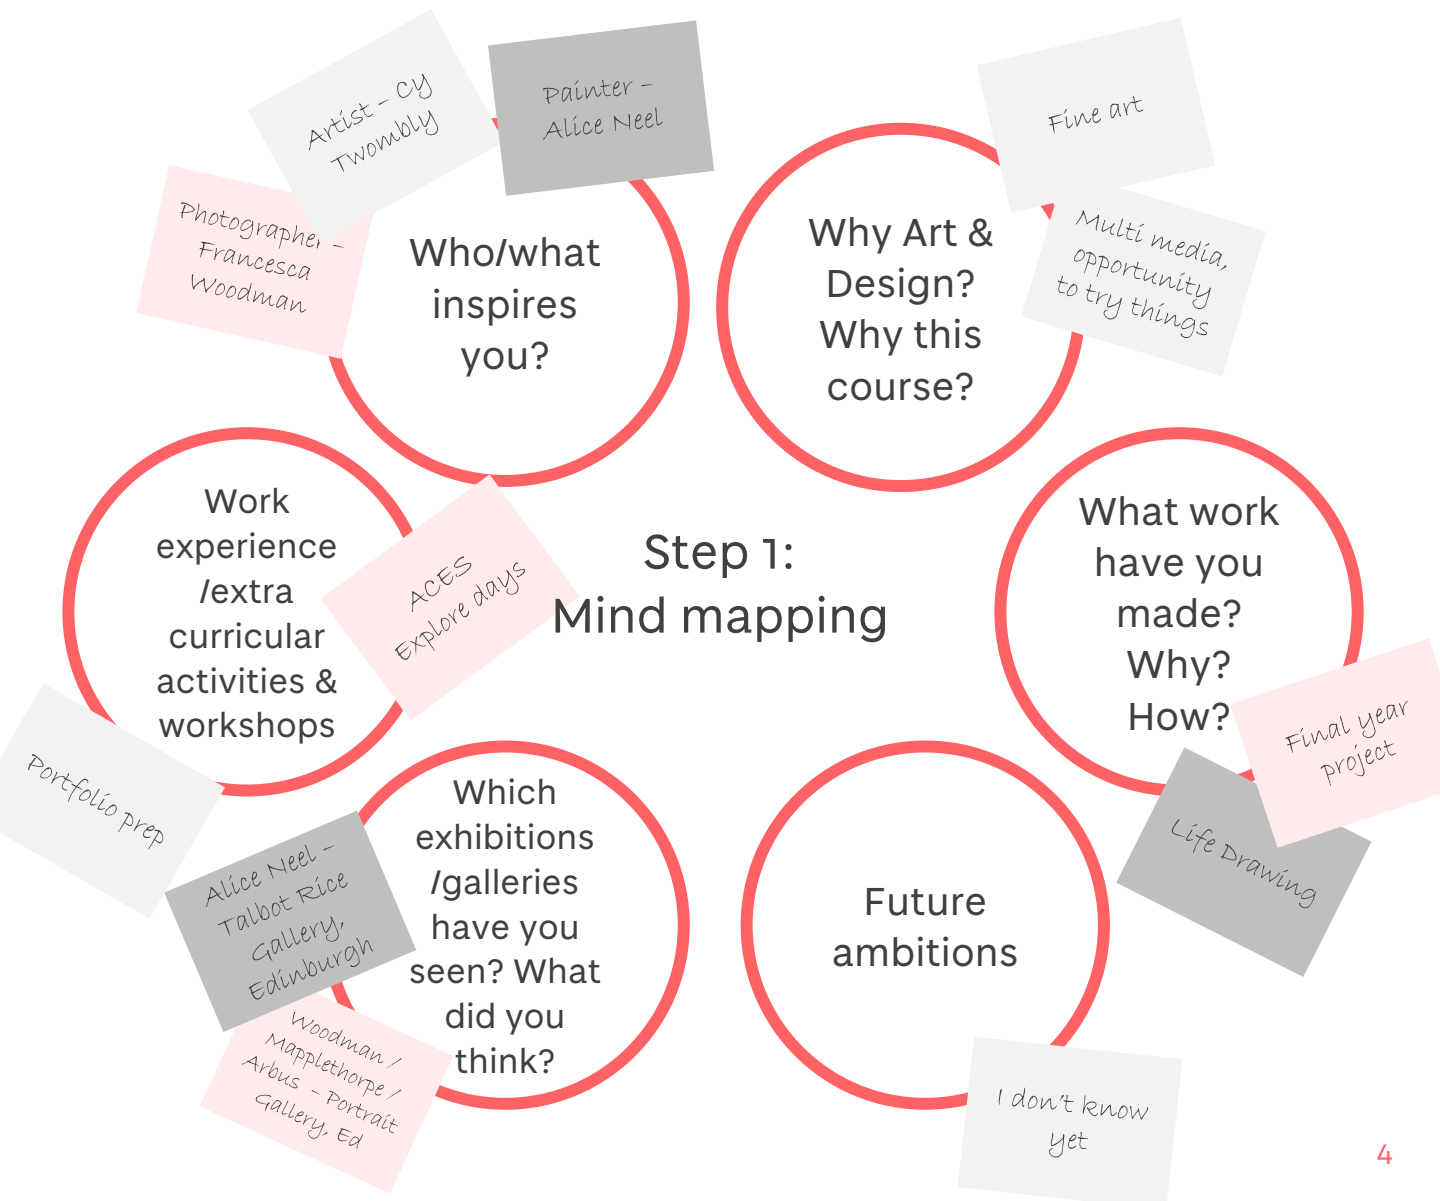 Artist – Cy
Twombly
Painter –
Alice Neel
Photographer –
Francesca
Woodman
Who/what
inspires
you?
Fine art
Multi media,
opportunity
to try things
Why Art &
Design?
Why this
course?
Work
experience
/extra
curricular
activities &
workshops
ACES
Explore days
Portfolio prep
Step 1:
Mind mapping
What work
have you
made?
Why?
How?
Final year
project
Life Drawing
Which
exhibitions
/galleries
have you
seen? What
did you
think?
Alice Neel –
Talbot Rice
Gallery,
Edinburgh
Woodman /
Mapplethorpe /
Arbus – Portrait
Gallery, Ed
Future
ambitions
I don't know
yet
4